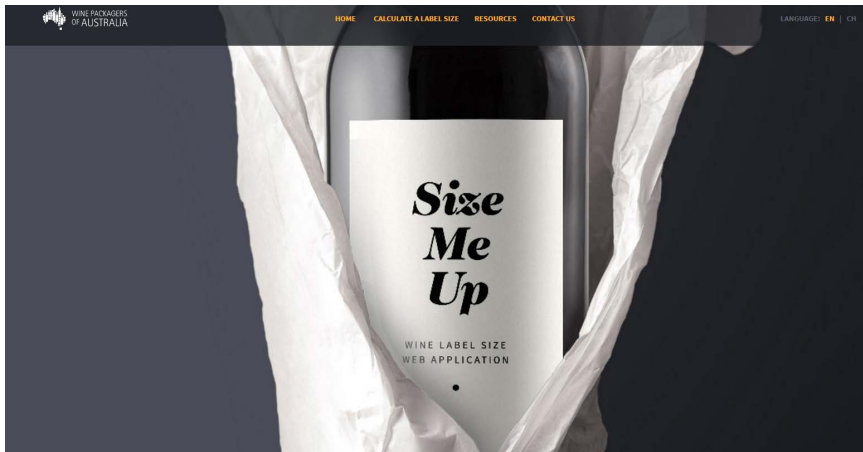 WINE PACKAGERS
OF AUSTRALIA
HOME CALCULATE A LABEL SIZE RESOURCES CONTACT US
LANGUAGE: EN | CH
Size
Me
Up
WINE LABEL SIZE
WEB APPLICATION